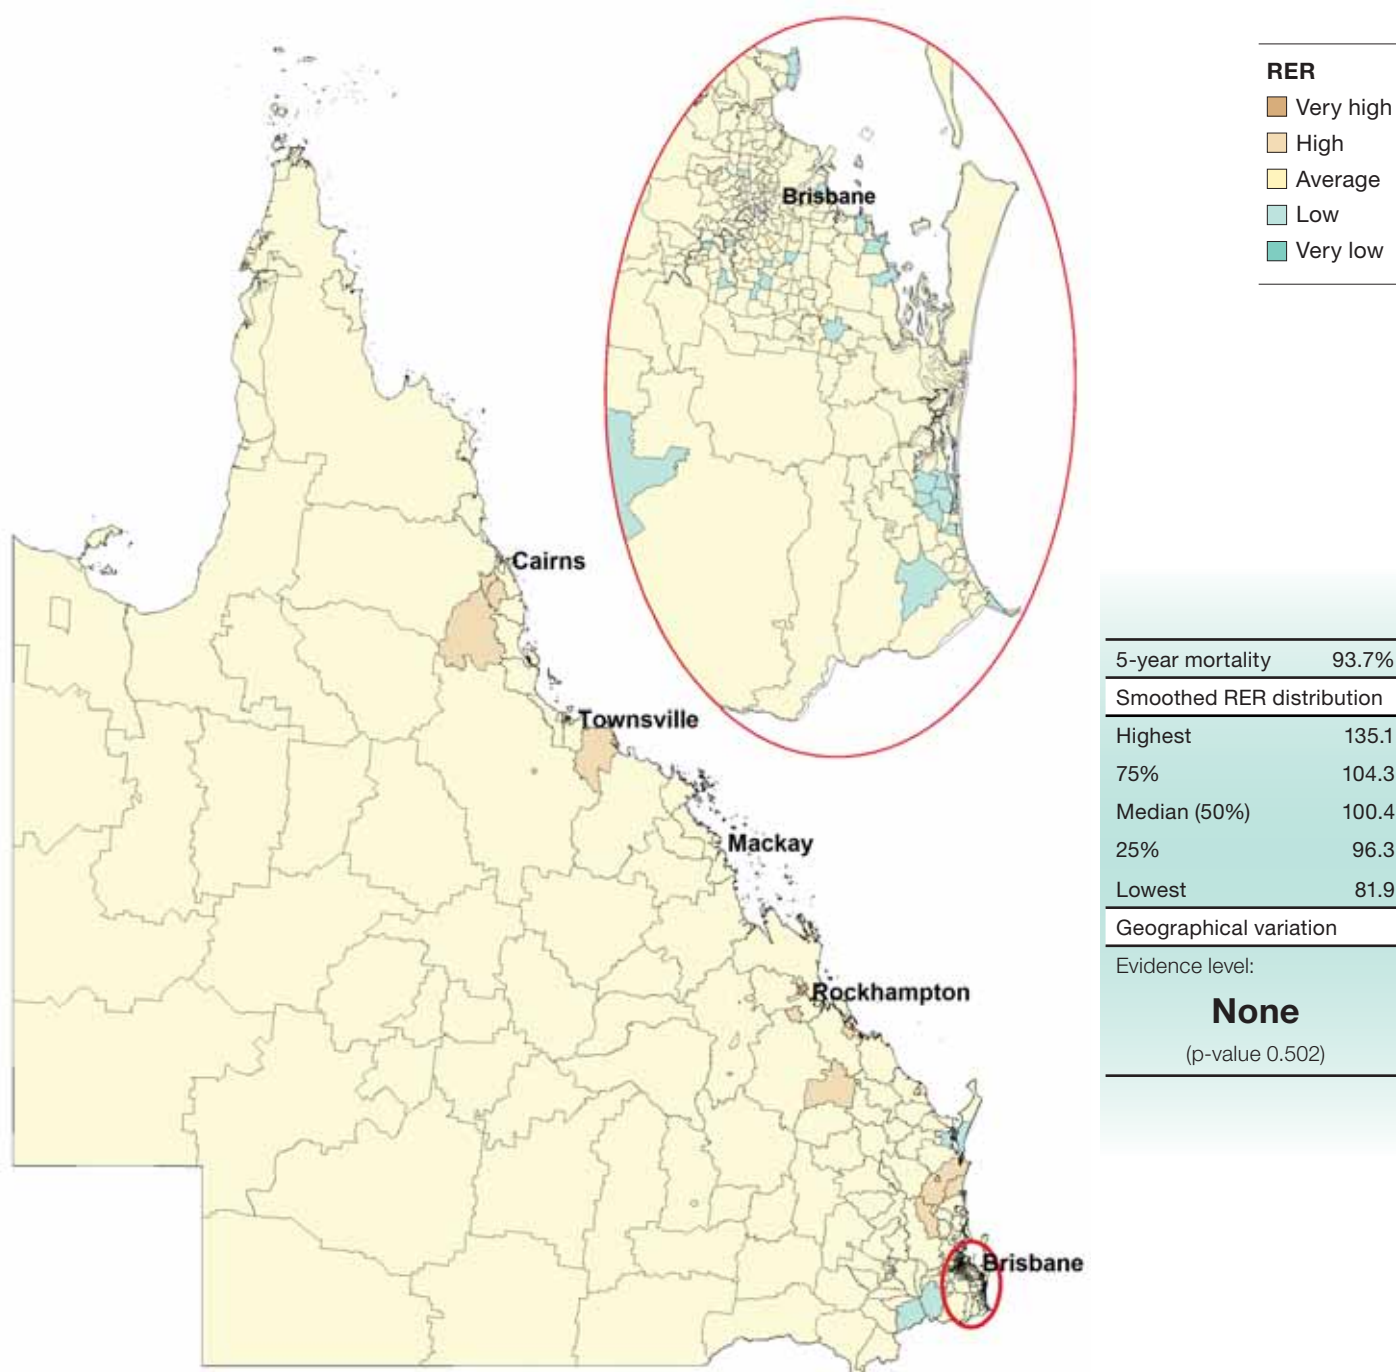 RER
Very high
High
Average
Low
Very low
Brisbane
Cairns
Townsville
Mackay
Rockhampton
Brisbane
5-year mortality 93.7%
Smoothed RER distribution
Highest 135.1
75% 104.3
Median (50%) 100.4
25% 96.3
Lowest 81.9
Geographical variation
Evidence level:
None
(p-value 0.502)